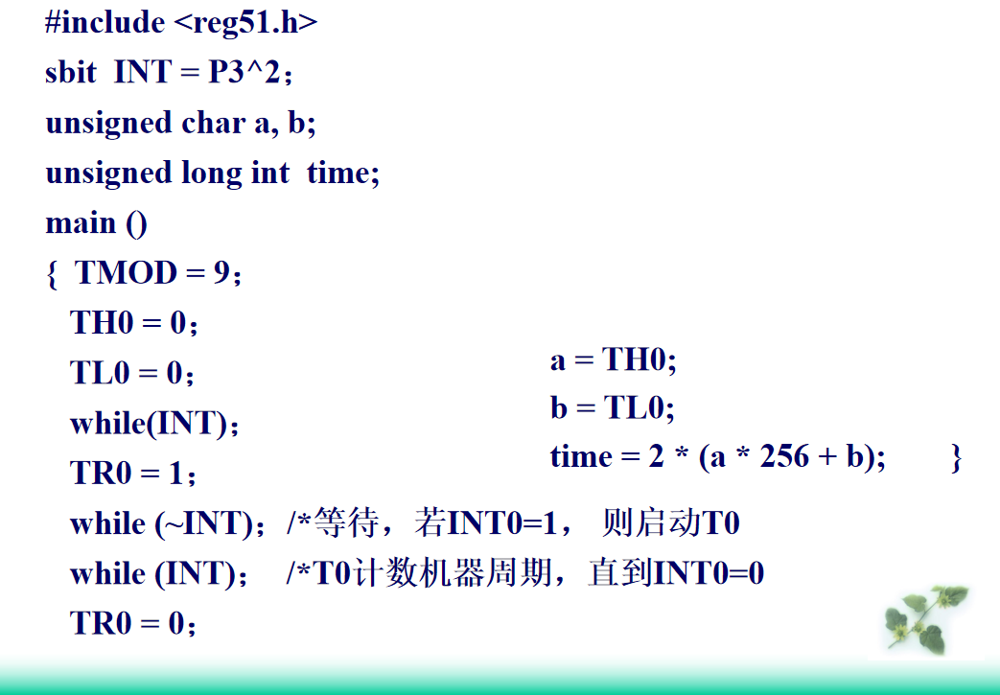 #include <reg51.h>
sbit  INT = P3^2；
unsigned char a, b;
unsigned long int  time;
main ()
{  TMOD = 9；
TH0 = 0；
TL0 = 0；
while(INT)；
TR0 = 1；
while (~INT)；/*等待，若INT0=1， 则启动T0
while (INT)；  /*T0计数机器周期，直到INT0=0
TR0 = 0；
a = TH0;
b = TL0;
time = 2 * (a * 256 + b);      }